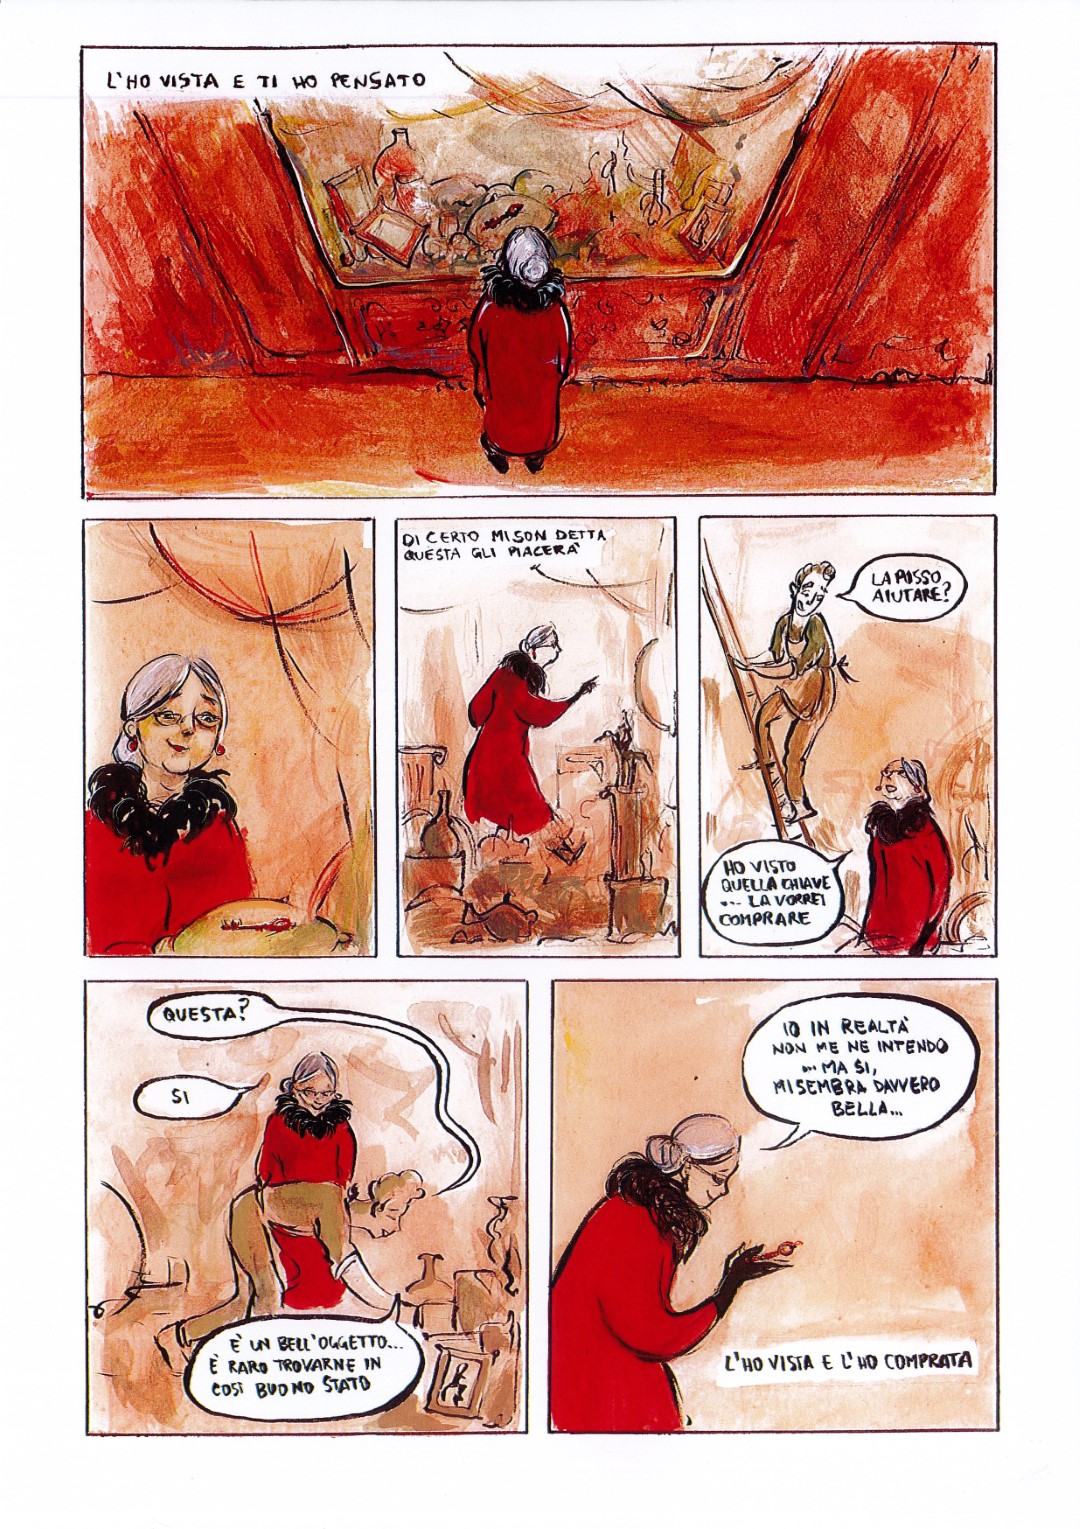 L'HO VISTA E TI HO PENSATO
DI CERTO MI SON DETTA
QUESTA GLI PIACERÀ
LA POSSO
AIUTARE?
HO VISTO
QUELLA CHIAVE
... LA VORREI
COMPRARE
QUESTA?
SI
È UN BELL'OGGETTO...
È RARO TROVARNE IN
COSÌ BUONO STATO
IO IN REALTÀ
NON ME NE INTENDO
... MA SI,
MI SEMBRA DAVVERO
BELLA...
L'HO VISTA E L'HO COMPRATA